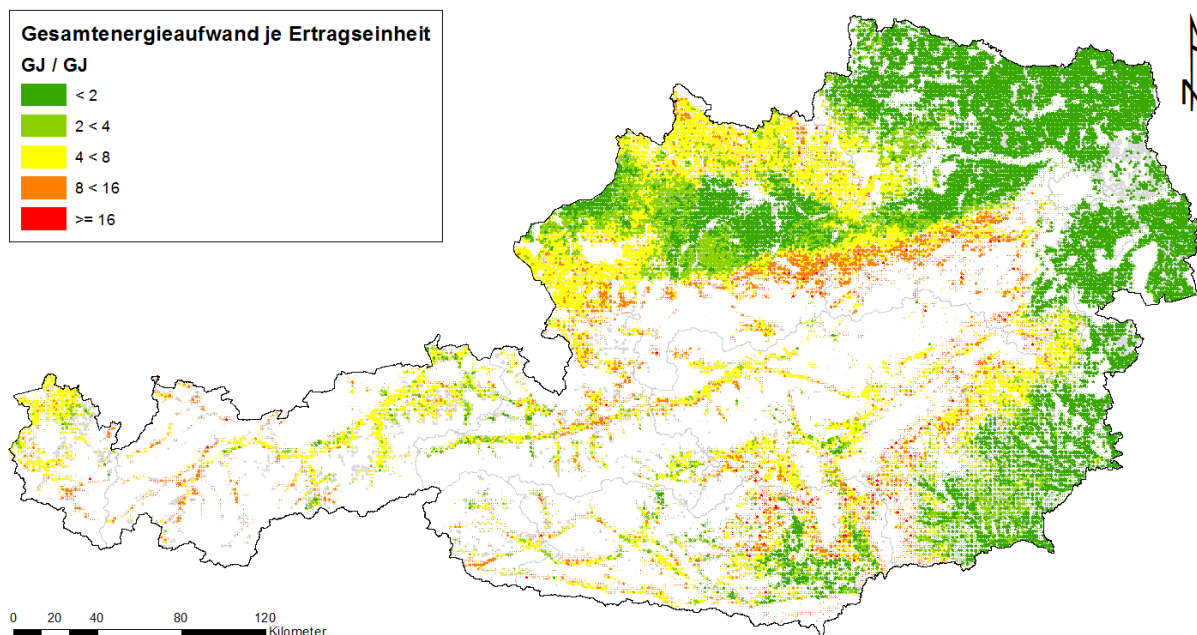 Gesamtenergieaufwand je Ertragseinheit
GJ / GJ
< 2
2 < 4
4 < 8
8 < 16
>= 16
N
0 20 40 80 120
Kilometer